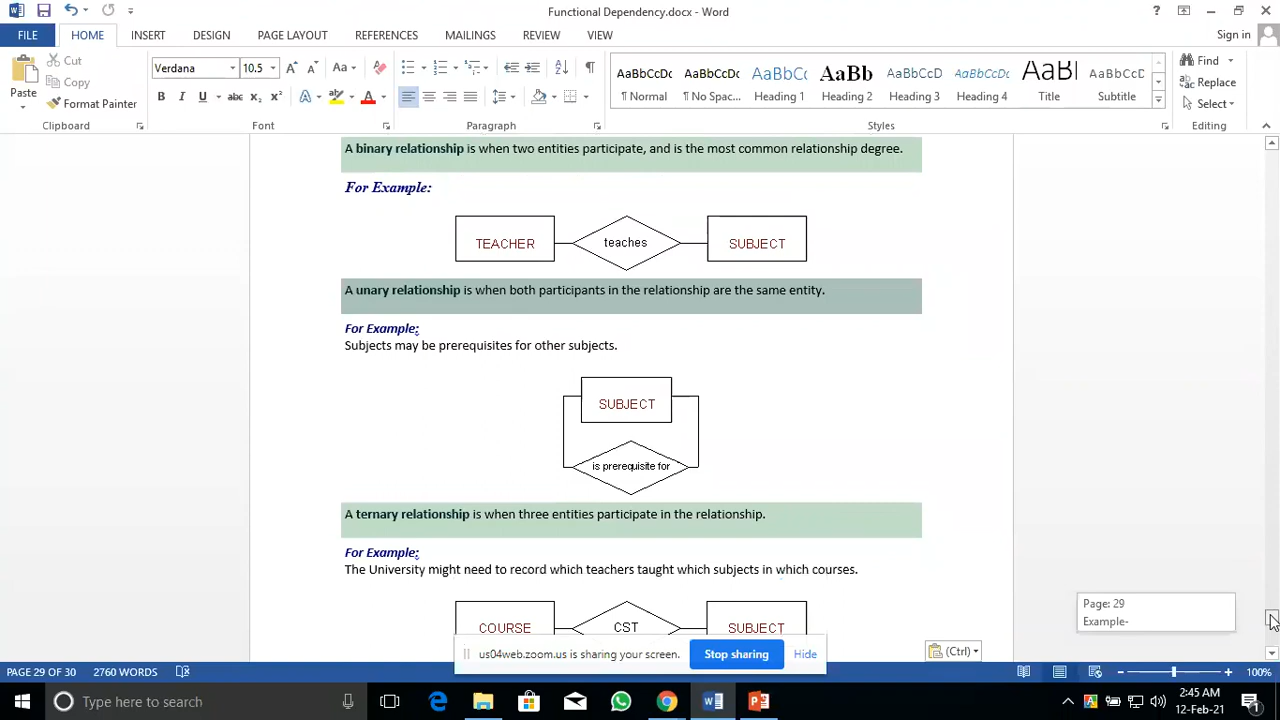 Functional Dependency.docx - Word
?
FILE
HOME
INSERT
DESIGN
PAGE LAYOUT
REFERENCES
MAILINGS
REVIEW
VIEW
Sign in
Paste
Cut
Copy
Format Painter
Clipboard
Verdana
10.5
Font
Paragraph
AaBbCcDc
¶ Normal
AaBbCcDc
¶ No Spac...
AaBbC
Heading 1
AaBb
Heading 2
AaBbCcD
Heading 3
AaBbCcD
Heading 4
AaBl
Title
AaBbCcD
Subtitle
Styles
Find
Replace
Select
Editing
A binary relationship is when two entities participate, and is the most common relationship degree.
For Example:
TEACHER teaches SUBJECT
A unary relationship is when both participants in the relationship are the same entity.
For Example:
Subjects may be prerequisites for other subjects.
SUBJECT
is prerequisite for
A ternary relationship is when three entities participate in the relationship.
For Example:
The University might need to record which teachers taught which subjects in which courses.
COURSE CST SUBJECT
Page: 29
Example-
us04web.zoom.us is sharing your screen.
Stop sharing
Hide
(Ctrl)
PAGE 29 OF 30
2760 WORDS
100%
Type here to search
2:45 AM
12-Feb-21